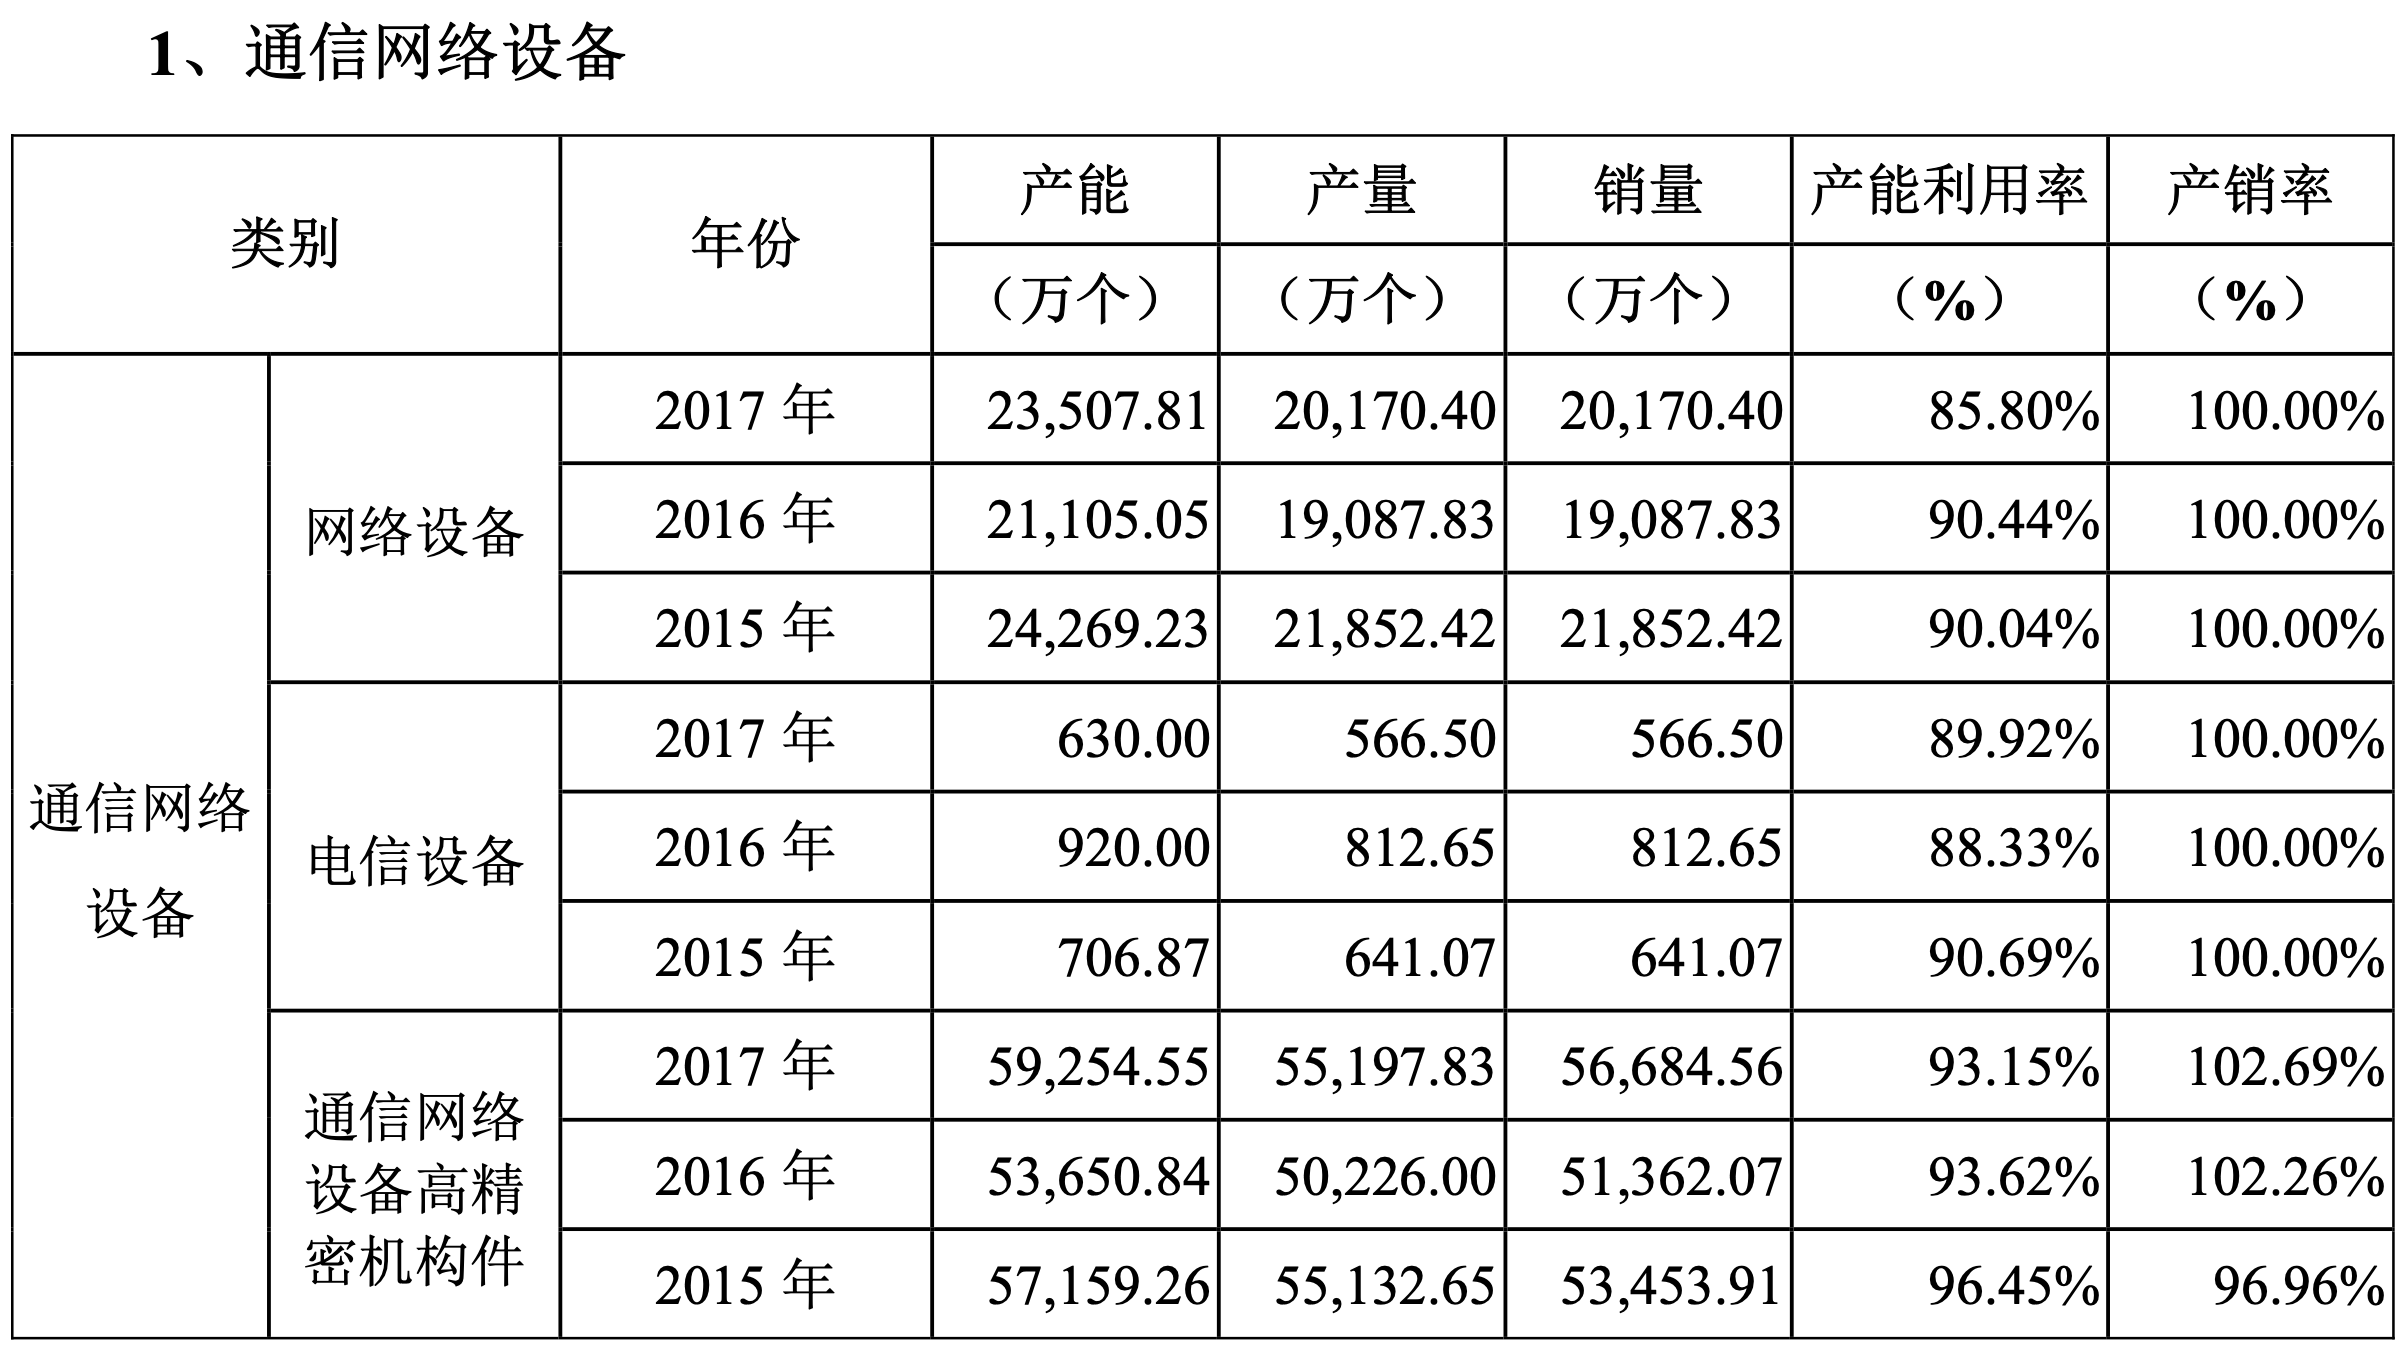 1、通信网络设备
类别 年份 产能 产量 销量 产能利用率 产销率
（万个） （万个） （万个） （%） （%）
通信网络设备 网络设备 2017 年 23,507.81 20,170.40 20,170.40 85.80% 100.00%
2016 年 21,105.05 19,087.83 19,087.83 90.44% 100.00%
2015 年 24,269.23 21,852.42 21,852.42 90.04% 100.00%
电信设备 2017 年 630.00 566.50 566.50 89.92% 100.00%
2016 年 920.00 812.65 812.65 88.33% 100.00%
2015 年 706.87 641.07 641.07 90.69% 100.00%
通信网络设备高精密机构件 2017 年 59,254.55 55,197.83 56,684.56 93.15% 102.69%
2016 年 53,650.84 50,226.00 51,362.07 93.62% 102.26%
2015 年 57,159.26 55,132.65 53,453.91 96.45% 96.96%